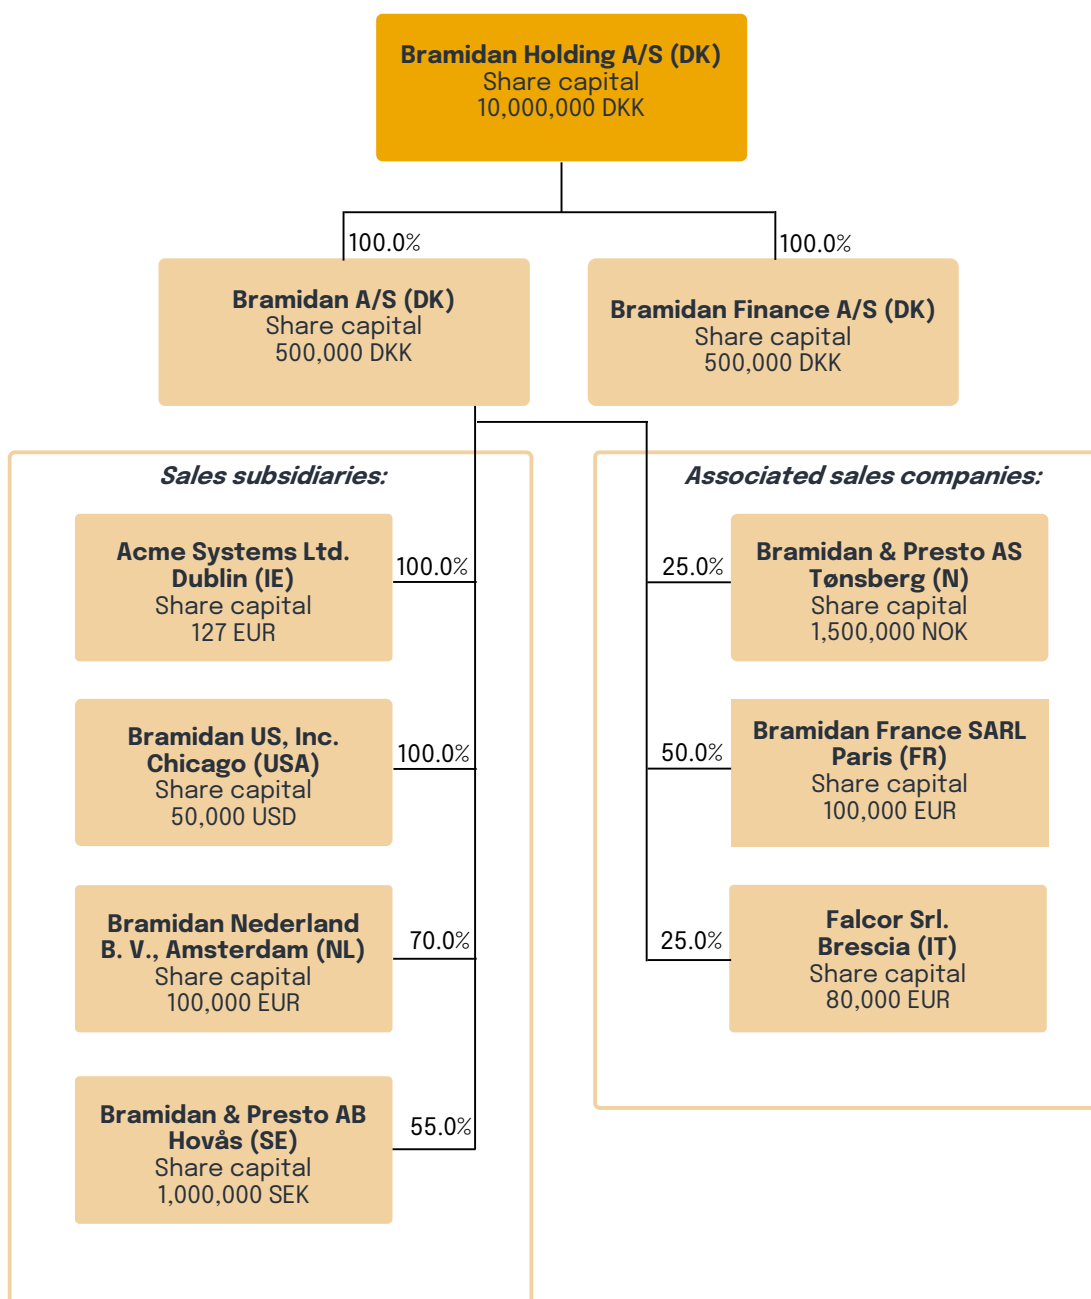 Bramidan Holding A/S (DK)
Share capital
10,000,000 DKK
100.0%
100.0%
Bramidan A/S (DK)
Share capital
500,000 DKK
Bramidan Finance A/S (DK)
Share capital
500,000 DKK
Sales subsidiaries:
Acme Systems Ltd.
Dublin (IE)
Share capital
127 EUR
100.0%
Bramidan US, Inc.
Chicago (USA)
Share capital
50,000 USD
100.0%
Bramidan Nederland
B. V., Amsterdam (NL)
Share capital
100,000 EUR
70.0%
Bramidan & Presto AB
Hovås (SE)
Share capital
1,000,000 SEK
55.0%
Associated sales companies:
25.0%
Bramidan & Presto AS
Tønsberg (N)
Share capital
1,500,000 NOK
50.0%
Bramidan France SARL
Paris (FR)
Share capital
100,000 EUR
25.0%
Falcor Srl.
Brescia (IT)
Share capital
80,000 EUR